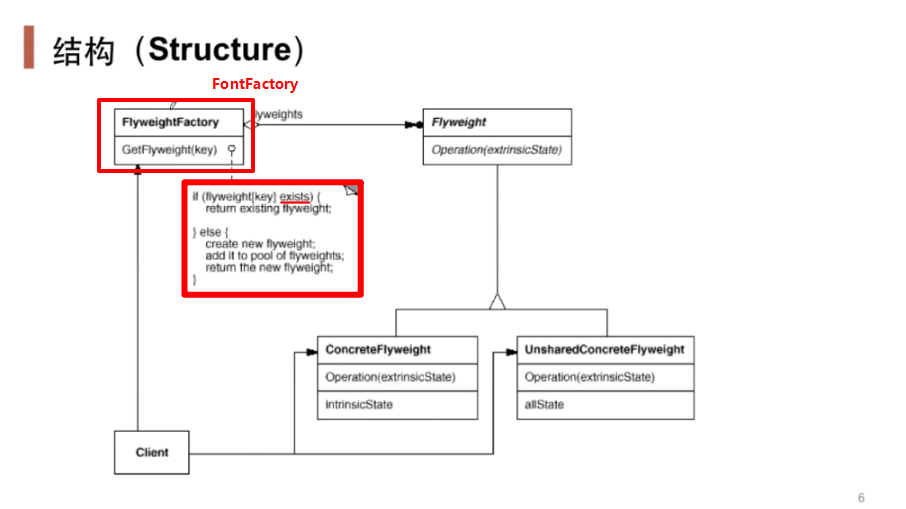 结构（Structure）
FontFactory
FlyweightFactory
flyweights
Flyweight
GetFlyweight(key)
Operation(extrinsicState)
if (flyweight[key] exists) {
return existing flyweight;
} else {
create new flyweight;
add it to pool of flyweights;
return the new flyweight;
}
ConcreteFlyweight
UnsharedConcreteFlyweight
Operation(extrinsicState)
Operation(extrinsicState)
intrinsicState
allState
Client
6